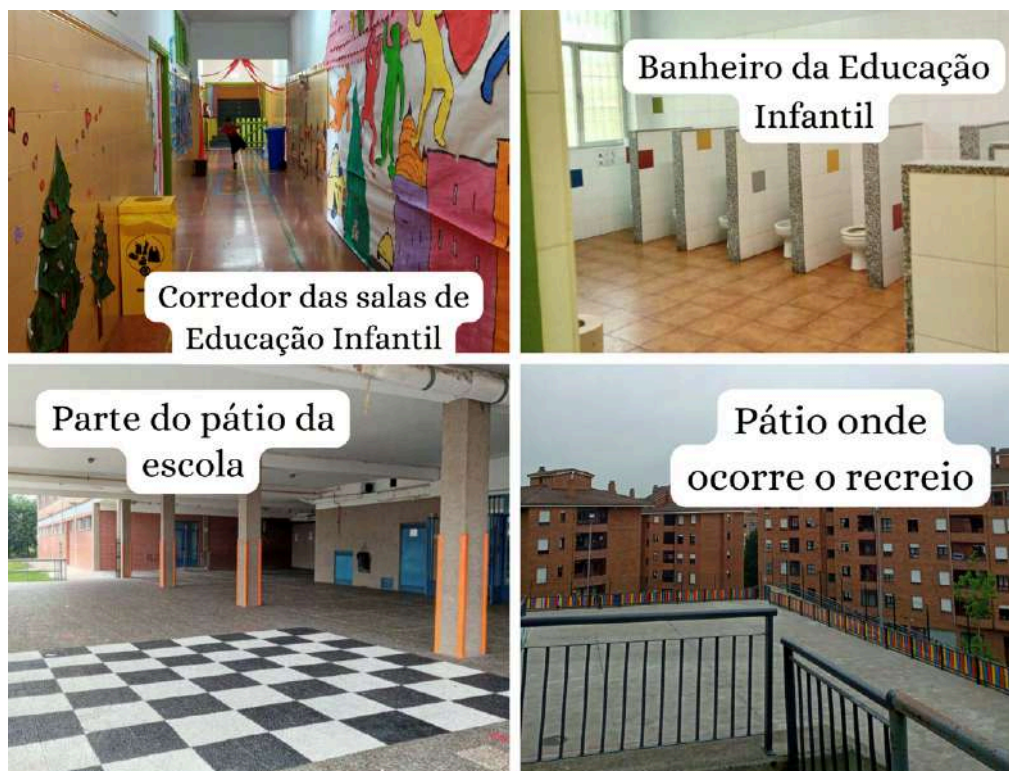 Corredor das salas de
Educação Infantil
Banheiro da Educação
Infantil
Parte do pátio da
escola
Pátio onde
ocorre o recreio